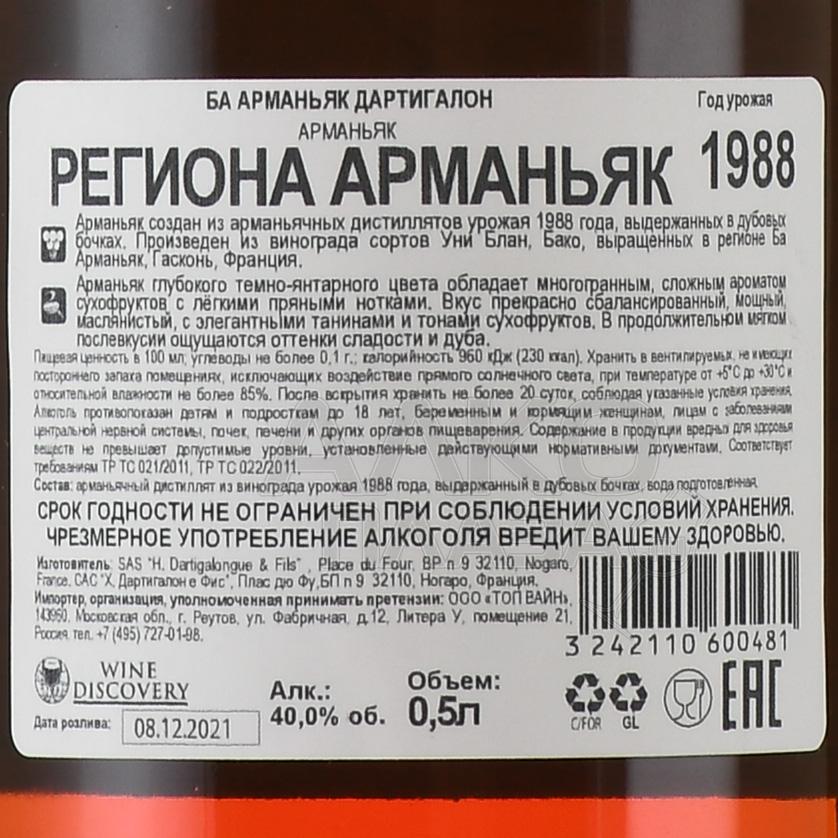 БА АРМАНЬЯК ДАРТИГАЛОН
Год урожая
АРМАНЬЯК
РЕГИОНА АРМАНЬЯК 1988
Арманьяк создан из арманьячных дистиллятов урожая 1988 года, выдержанных в дубовых
бочках. Произведен из винограда сортов Уни Блан, Бако, выращенных в регионе Ба
Арманьяк, Гасконь, Франция.
Арманьяк глубокого темно-янтарного цвета обладает многогранным, сложным ароматом
сухофруктов с лёгкими пряными нотками. Вкус прекрасно сбалансированный, мощный,
маслянистый, с элегантными танинами и тонами сухофруктов. В продолжительном мягком
послевкусии ощущаются оттенки сладости и дуба.
Пищевая ценность в 100 мл; углеводы не более 0,1 г.; калорийность 960 кДж (230 ккал). Хранить в вентилируемых, не имеющих
постороннего запаха помещениях, исключающих воздействие прямого солнечного света, при температуре от +5°С до +30°С и
относительной влажности не более 85%. После вскрытия хранить не более 20 суток, соблюдая указанные условия хранения.
Алкоголь противопоказан детям и подросткам до 18 лет, беременным и кормящим женщинам, лицам с заболеваниями
центральной нервной системы, почек, печени и других органов пищеварения. Содержание в продукции вредных для здоровья
веществ не превышает допустимые уровни, установленные действующими нормативными документами. Соответствует
требованиям ТР ТС 021/2011, ТР ТС 022/2011.
Состав: арманьячный дистиллят из винограда урожая 1988 года, выдержанный в дубовых бочках, вода подготовленная.
СРОК ГОДНОСТИ НЕ ОГРАНИЧЕН ПРИ СОБЛЮДЕНИИ УСЛОВИЙ ХРАНЕНИЯ.
ЧРЕЗМЕРНОЕ УПОТРЕБЛЕНИЕ АЛКОГОЛЯ ВРЕДИТ ВАШЕМУ ЗДОРОВЬЮ.
Изготовитель: SAS "H. Dartigalongue & Fils" , Place du Four, BP n 9 32110, Nogaro,
France. САС "Х. Дартигалон е Фис", Плас дю Фу,БП n 9 32110, Ногаро, Франция.
Импортер, организация, уполномоченная принимать претензии: ООО «ТОП ВАЙН»,
143960, Московская обл., г. Реутов, ул. Фабричная, д.12, Литера У, помещение 21,
Россия. тел. +7 (495) 727-01-98.
3 242110 600481
WINE
DISCOVERY
Алк.:
40,0% об.
Объем:
0,5л
C/FOR
GL
EAC
Дата розлива: 08.12.2021